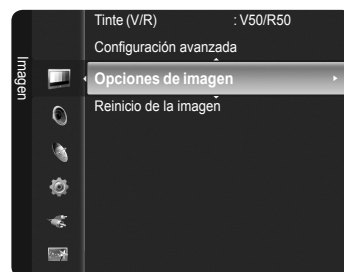 Imagen
Tinte (V/R) : V50/R50
Configuración avanzada
Opciones de imagen
Reinicio de la imagen